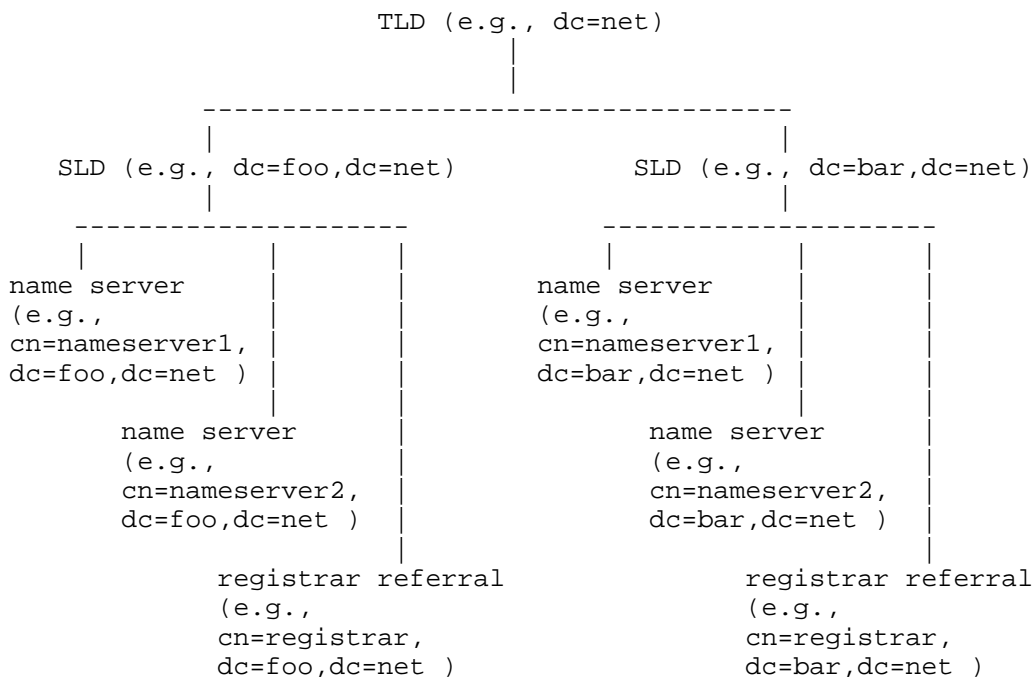 TLD (e.g., dc=net)
SLD (e.g., dc=foo,dc=net)
SLD (e.g., dc=bar,dc=net)
name server
(e.g.,
cn=nameserver1,
dc=foo,dc=net )
name server
(e.g.,
cn=nameserver2,
dc=foo,dc=net )
registrar referral
(e.g.,
cn=registrar,
dc=foo,dc=net )
name server
(e.g.,
cn=nameserver1,
dc=bar,dc=net )
name server
(e.g.,
cn=nameserver2,
dc=bar,dc=net )
registrar referral
(e.g.,
cn=registrar,
dc=bar,dc=net )